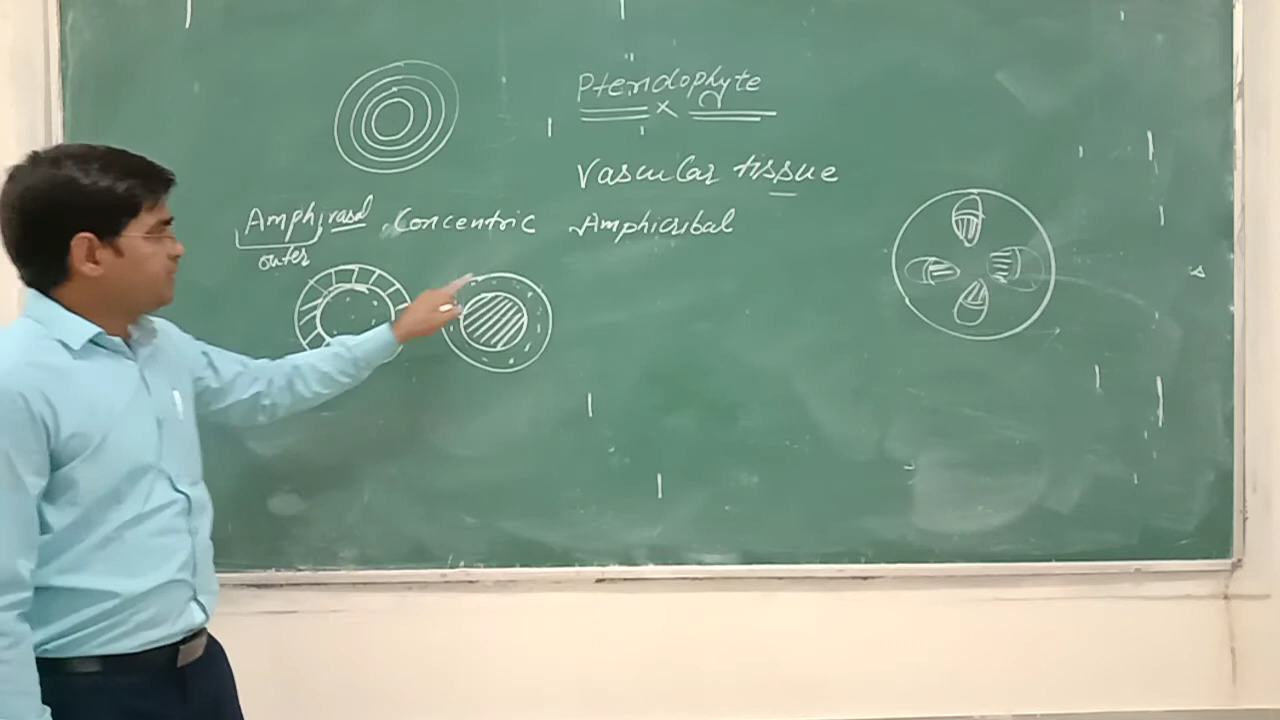 Pteridophyte
Vascular tissue
Amphivasal Concentric Amphicribal
outer